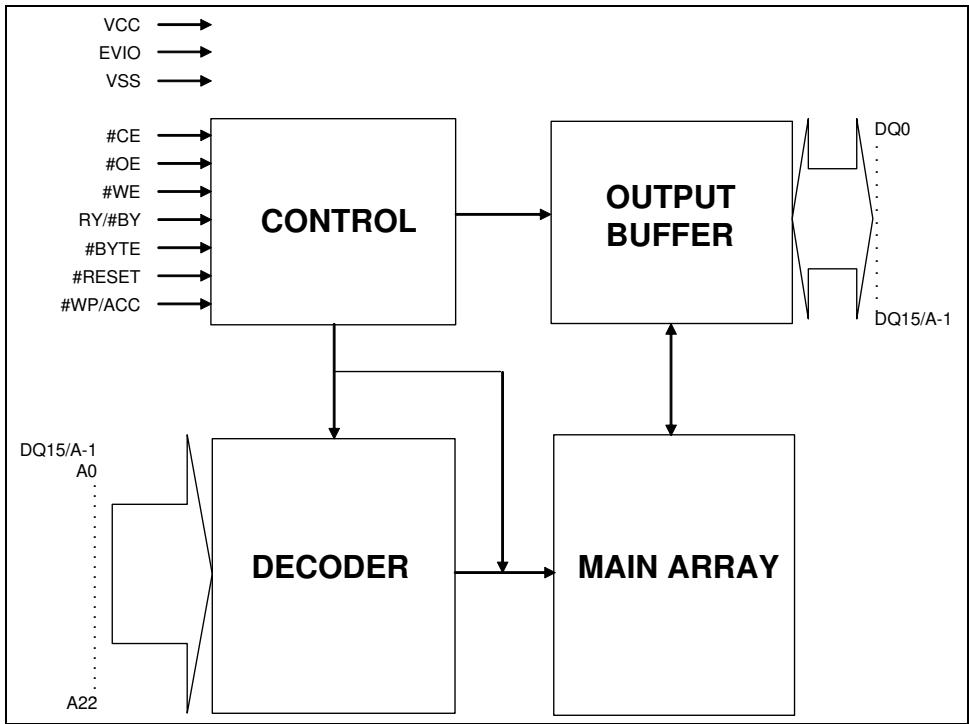 VCC
EVIO
VSS
#CE
#OE
#WE
RY/#BY
#BYTE
#RESET
#WP/ACC
CONTROL
OUTPUT
BUFFER
DQ0
DQ15/A-1
DQ15/A-1
A0
A22
DECODER
MAIN ARRAY